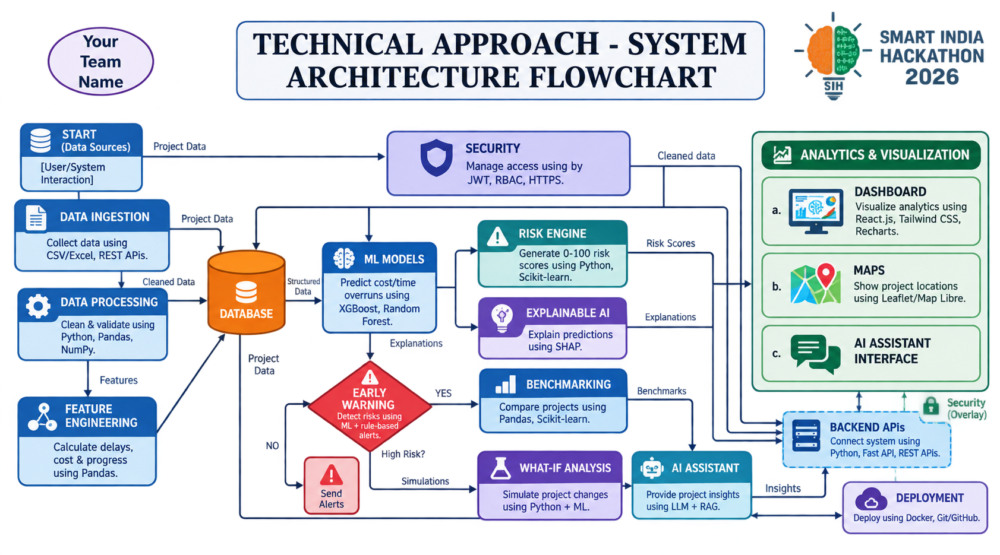 Your
Team
Name
TECHNICAL APPROACH - SYSTEM
ARCHITECTURE FLOWCHART
SIH
SMART INDIA
HACKATHON
2026
START
(Data Sources)
[User/System
Interaction]
Project Data
SECURITY
Manage access using by
JWT, RBAC, HTTPS.
Cleaned data
DATA INGESTION
Collect data using
CSV/Excel, REST APIs.
Project Data
Cleaned Data
DATA PROCESSING
Clean & validate using
Python, Pandas,
NumPy.
Features
FEATURE
ENGINEERING
Calculate delays,
cost & progress
using Pandas.
DATABASE
Structured
Data
Project
Data
ML MODELS
Predict cost/time
overruns using
XGBoost, Random
Forest.
Explanations
EARLY
WARNING
Detect risks using
ML + rule-based
alerts.
YES
NO
High Risk?
Simulations
Send
Alerts
RISK ENGINE
Generate 0-100 risk
scores using Python,
Scikit-learn.
Risk Scores
EXPLAINABLE AI
Explain predictions
using SHAP.
Explanations
BENCHMARKING
Compare projects using
Pandas, Scikit-learn.
Benchmarks
WHAT-IF ANALYSIS
Simulate project changes
using Python + ML.
AI ASSISTANT
Provide project insights
using LLM + RAG.
Insights
ANALYTICS & VISUALIZATION
a.
DASHBOARD
Visualize analytics using
React.js, Tailwind CSS,
Recharts.
b.
MAPS
Show project locations
using Leaflet/Map Libre.
c.
AI ASSISTANT
INTERFACE
Security
(Overlay)
BACKEND APIs
Connect system using
Python, Fast API, REST APIs.
DEPLOYMENT
Deploy using Docker, Git/GitHub.